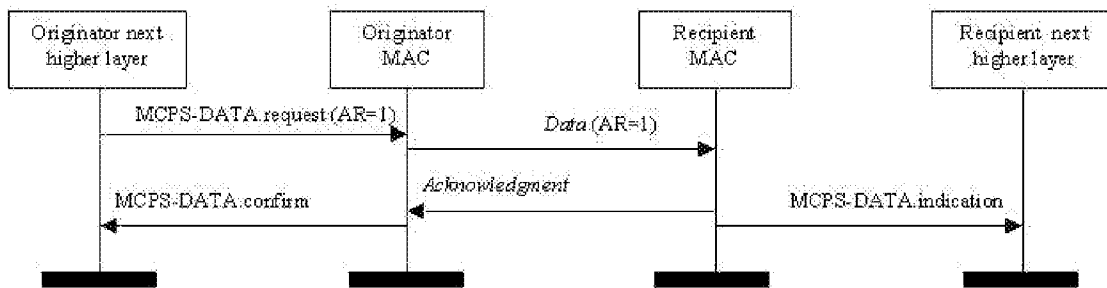 Originator next
higher layer
Originator
MAC
Recipient
MAC
Recipient next
higher layer
MCPS-DATA.request (AR=1)
Data (AR=1)
Acknowledgment
MCPS-DATA.confirm
MCPS-DATA.indication